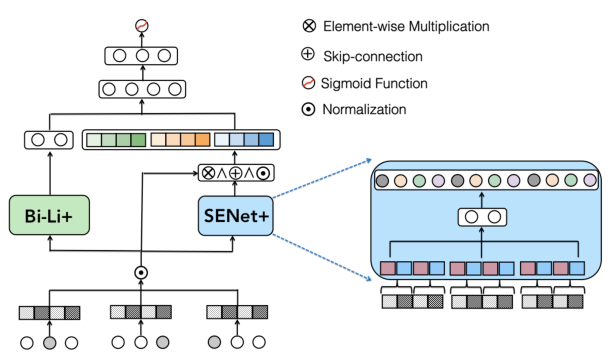 Element-wise Multiplication
Skip-connection
Sigmoid Function
Normalization
Bi-Li+
SENet+